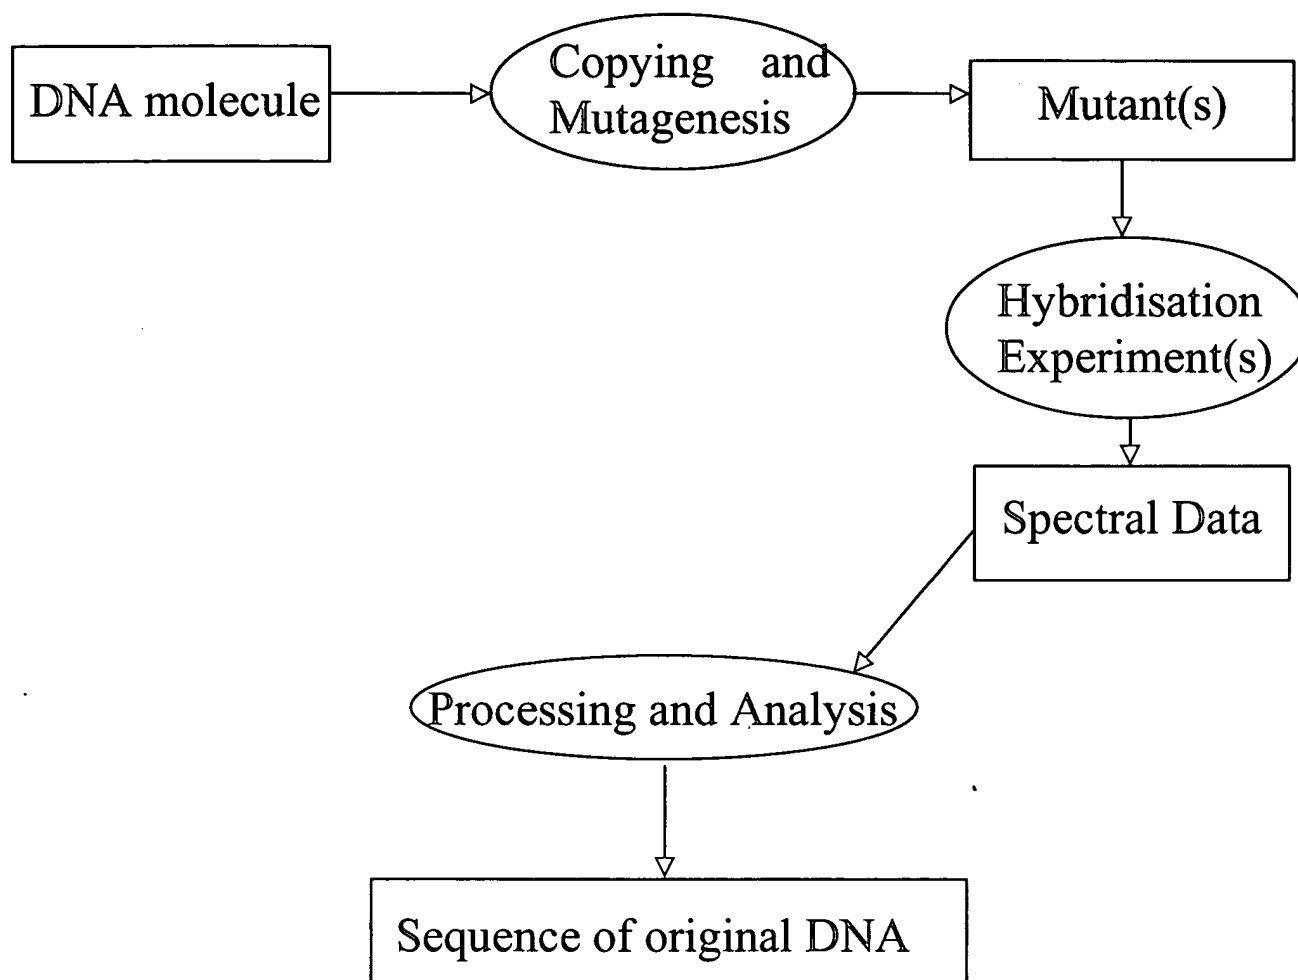 DNA molecule
Copying and
Mutagenesis
Mutant(s)
Hybridisation
Experiment(s)
Spectral Data
Processing and Analysis
Sequence of original DNA